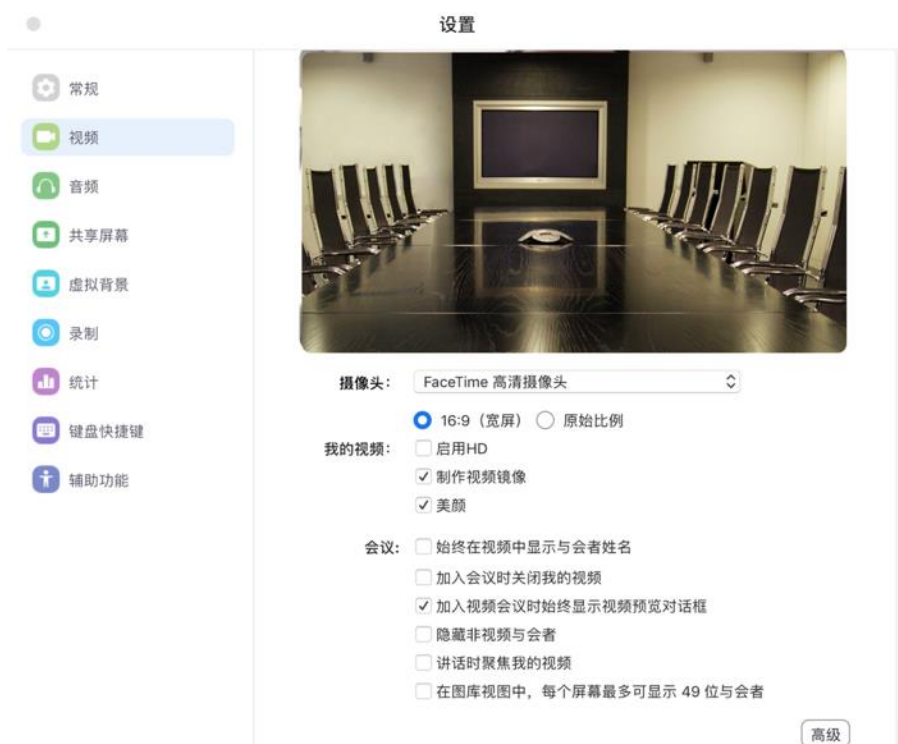 设置
常规
视频
音频
共享屏幕
虚拟背景
录制
统计
键盘快捷键
辅助功能
摄像头： FaceTime 高清摄像头
16:9（宽屏） 原始比例
我的视频： 启用HD
制作视频镜像
美颜
会议： 始终在视频中显示与会者姓名
加入会议时关闭我的视频
加入视频会议时始终显示视频预览对话框
隐藏非视频与会者
讲话时聚焦我的视频
在图库视图中，每个屏幕最多可显示 49 位与会者
高级